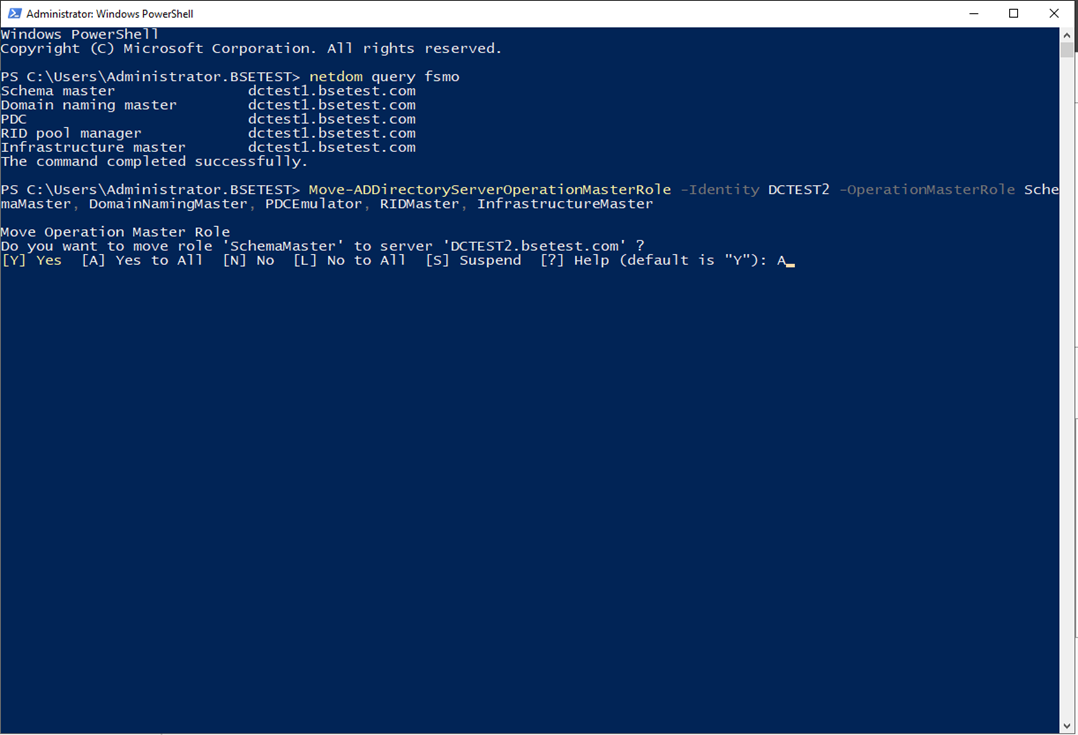 Administrator: Windows PowerShell
Windows PowerShell
Copyright (C) Microsoft Corporation. All rights reserved.
PS C:\Users\Administrator.BSETEST> netdom query fsmo
Schema master               dctest1.bsetest.com
Domain naming master        dctest1.bsetest.com
PDC                         dctest1.bsetest.com
RID pool manager            dctest1.bsetest.com
Infrastructure master       dctest1.bsetest.com
The command completed successfully.
PS C:\Users\Administrator.BSETEST> Move-ADDirectoryServerOperationMasterRole -Identity DCTEST2 -OperationMasterRole Sche
maMaster, DomainNamingMaster, PDCEmulator, RIDMaster, InfrastructureMaster
Move Operation Master Role
Do you want to move role 'SchemaMaster' to server 'DCTEST2.bsetest.com' ?
[Y] Yes  [A] Yes to All  [N] No  [L] No to All  [S] Suspend  [?] Help (default is "Y"): A